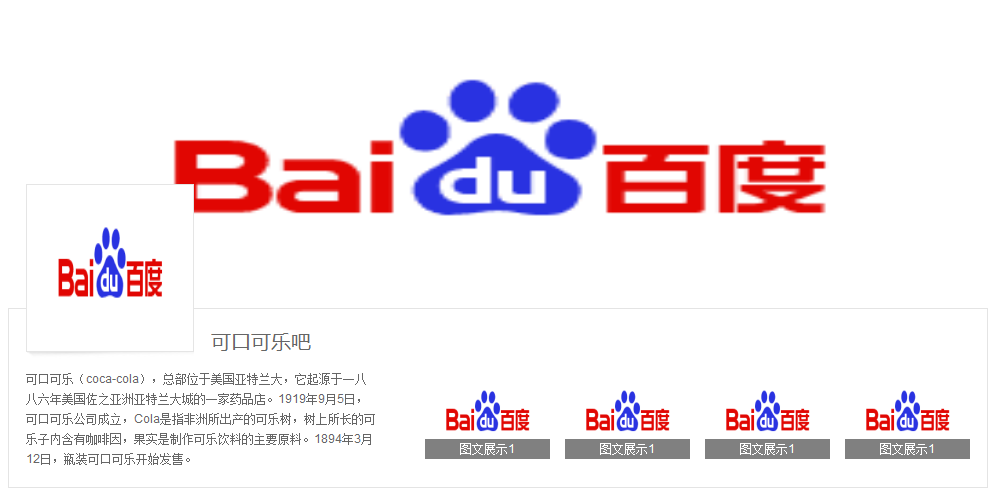 Bai du 百度
Bai du 百度
可口可乐吧
可口可乐（coca-cola），总部位于美国亚特兰大，它起源于一八
八六年美国佐之亚洲亚特兰大城的一家药品店。1919年9月5日，
可口可乐公司成立，Cola是指非洲所出产的可乐树，树上所长的可
乐子内含有咖啡因，果实是制作可乐饮料的主要原料。1894年3月
12日，瓶装可口可乐开始发售。
Bai du 百度
图文展示1
Bai du 百度
图文展示1
Bai du 百度
图文展示1
Bai du 百度
图文展示1